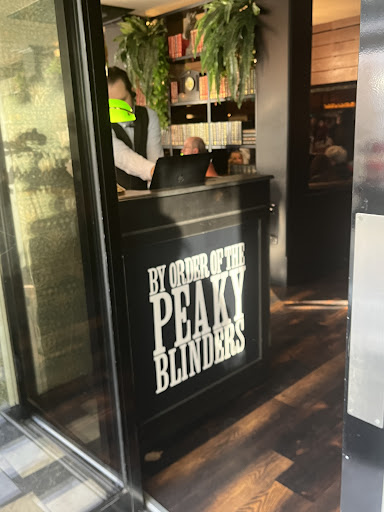 BY ORDER OF THE
PEAKY
BLINDERS